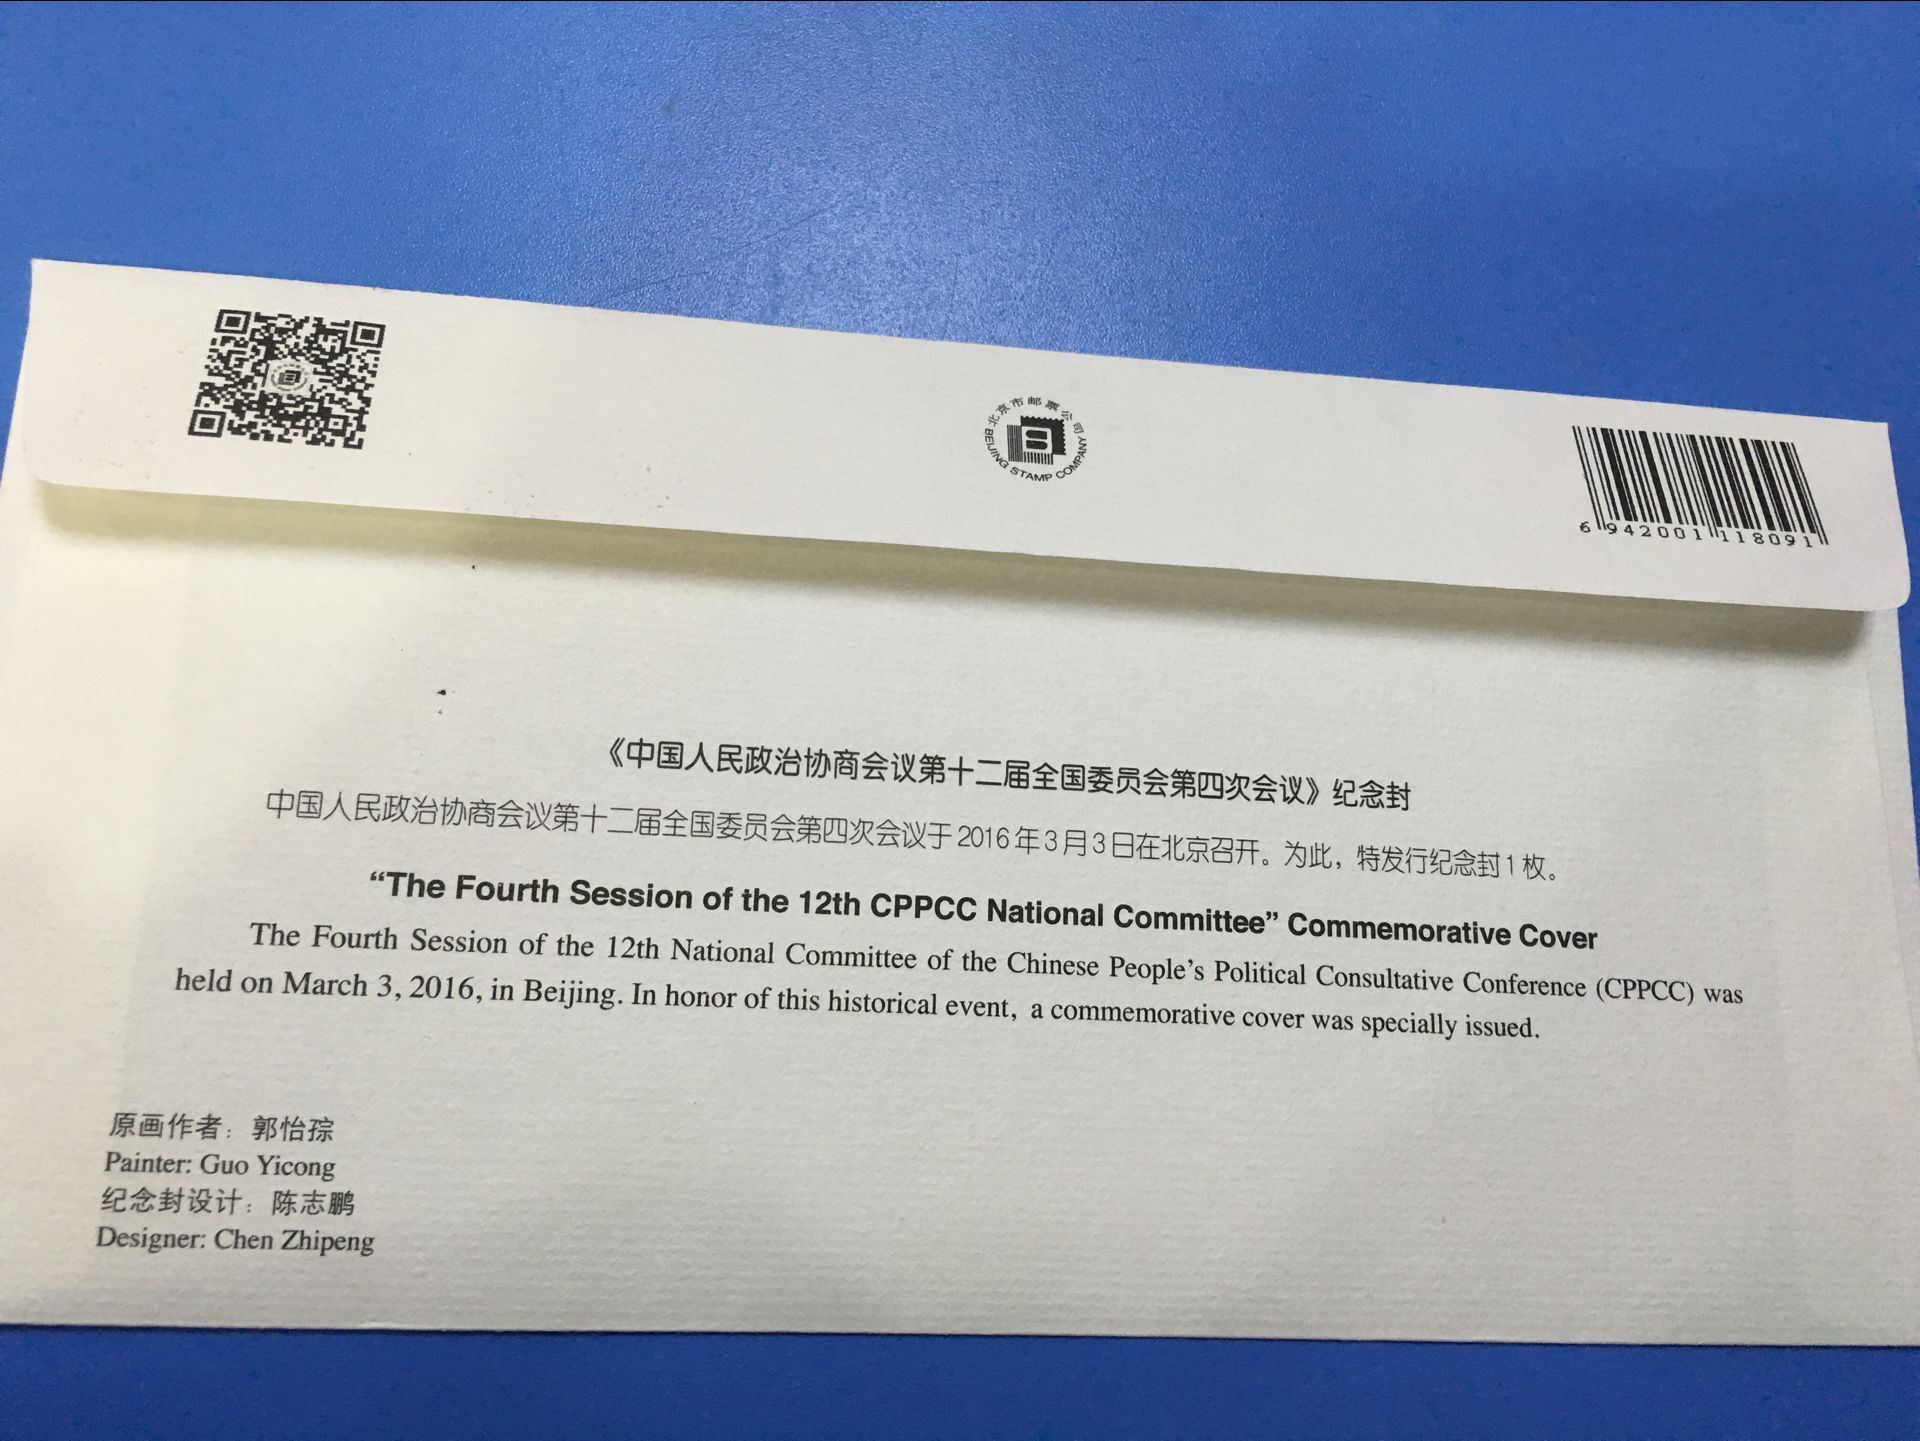 北京市邮票公司
BEIJING STAMP COMPANY
6 942001 118091
《中国人民政治协商会议第十二届全国委员会第四次会议》纪念封
中国人民政治协商会议第十二届全国委员会第四次会议于2016年3月3日在北京召开。为此，特发行纪念封1枚。
“The Fourth Session of the 12th CPPCC National Committee” Commemorative Cover
The Fourth Session of the 12th National Committee of the Chinese People’s Political Consultative Conference (CPPCC) was
held on March 3, 2016, in Beijing. In honor of this historical event, a commemorative cover was specially issued.
原画作者：郭怡孮
Painter: Guo Yicong
纪念封设计：陈志鹏
Designer: Chen Zhipeng